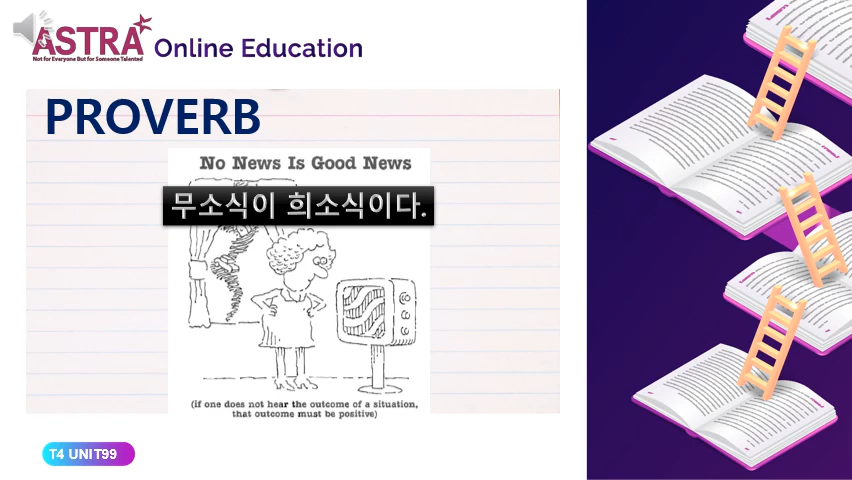 ASTRA
Not for Everyone But for Someone Talented
Online Education
PROVERB
No News Is Good News
무소식이 희소식이다.
(if one does not hear the outcome of a situation,
that outcome must be positive)
T4 UNIT99